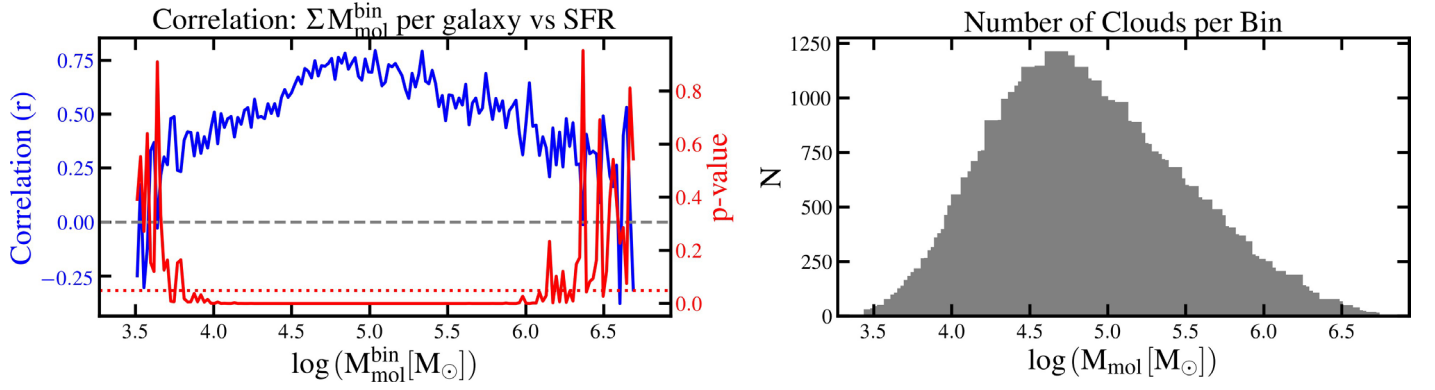 Correlation: ΣM_mol^bin per galaxy vs SFR
Correlation (r)
0.75
0.50
0.25
0.00
−0.25
0.8
0.6
0.4
0.2
0.0
p-value
3.5 4.0 4.5 5.0 5.5 6.0 6.5
log (M_mol^bin [M_⊙])
Number of Clouds per Bin
N
1250
1000
750
500
250
0
3.5 4.0 4.5 5.0 5.5 6.0 6.5
log (M_mol [M_⊙])